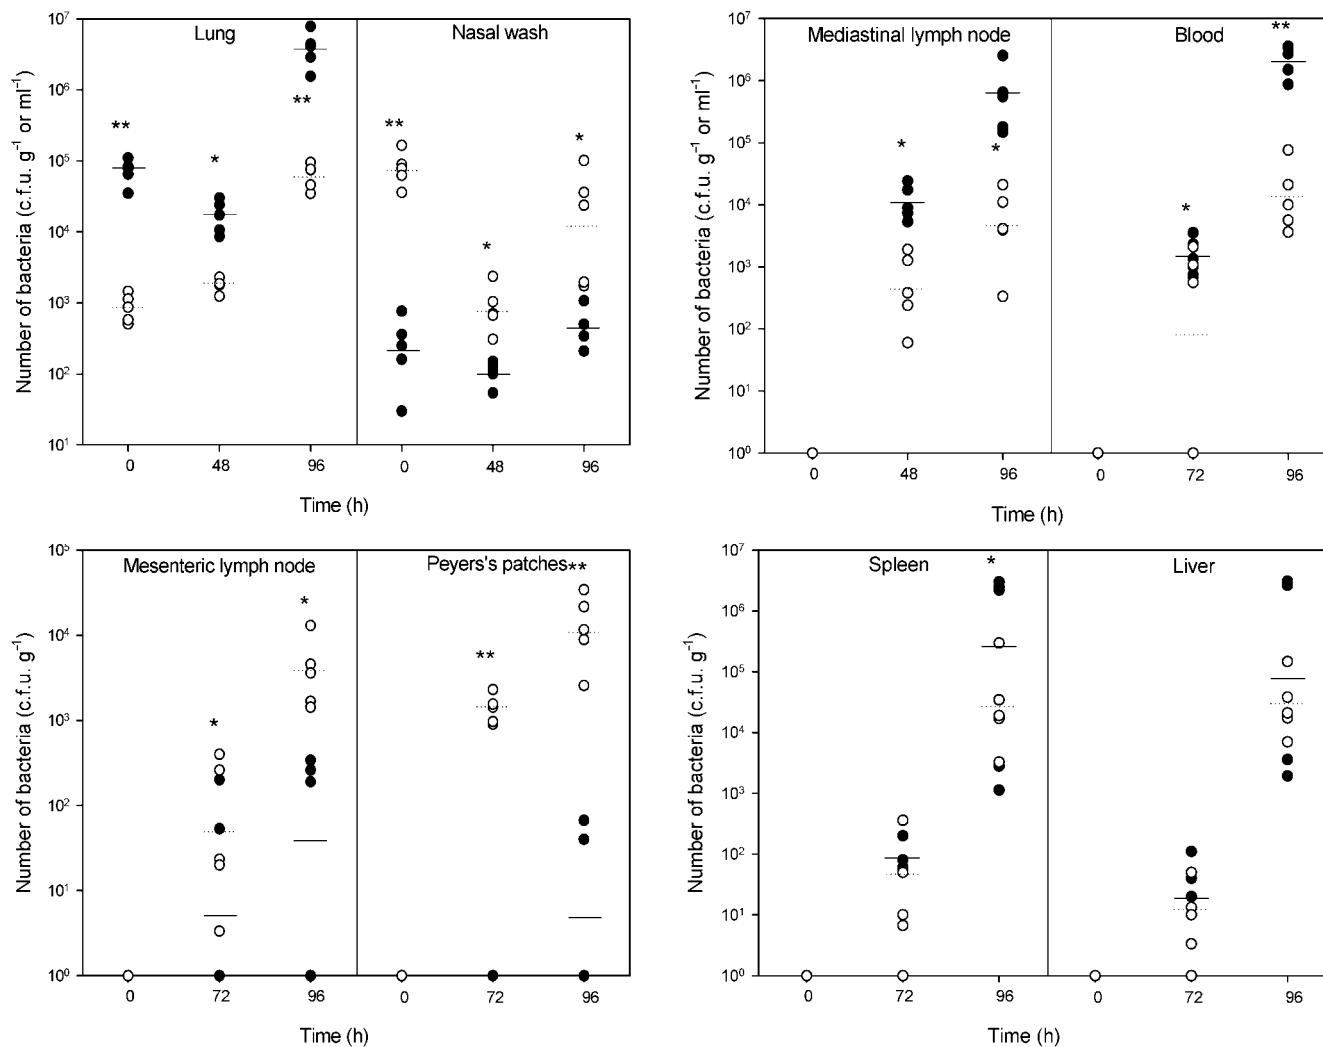 Number of bacteria (c.f.u. g⁻¹ or ml⁻¹)
10⁷
10⁶
10⁵
10⁴
10³
10²
10¹
Lung
Nasal wash
** * ** ** * *
0 48 96 0 48 96
Time (h)
Number of bacteria (c.f.u. g⁻¹ or ml⁻¹)
10⁷
10⁶
10⁵
10⁴
10³
10²
10¹
10⁰
Mediastinal lymph node
Blood
* * * **
0 48 96 0 72 96
Time (h)
Number of bacteria (c.f.u. g⁻¹)
10⁵
10⁴
10³
10²
10¹
10⁰
Mesenteric lymph node
Peyers's patches**
* * **
0 72 96 0 72 96
Time (h)
Number of bacteria (c.f.u. g⁻¹)
10⁷
10⁶
10⁵
10⁴
10³
10²
10¹
10⁰
Spleen
Liver
*
0 72 96 0 72 96
Time (h)